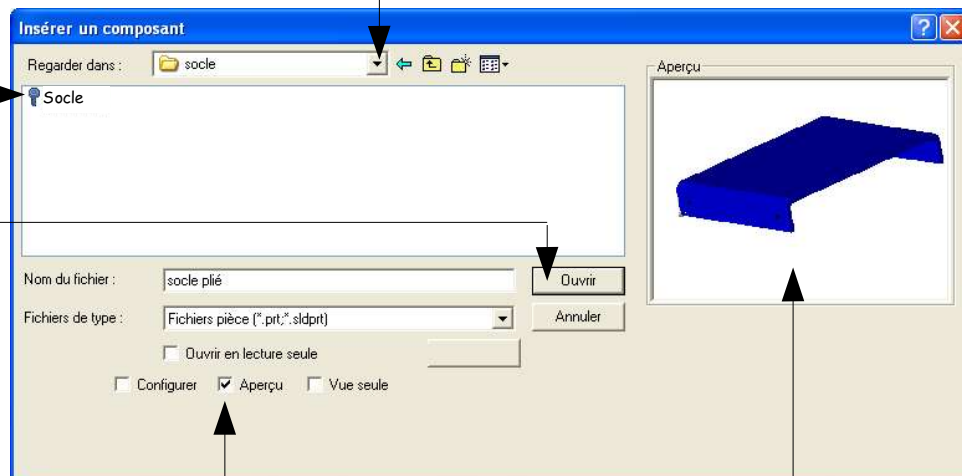 Insérer un composant
Regarder dans : socle
Aperçu
Socle
Nom du fichier : socle plié Ouvrir
Fichiers de type : Fichiers pièce (*.prt;*.sldprt) Annuler
Ouvrir en lecture seule
Configurer Aperçu Vue seule